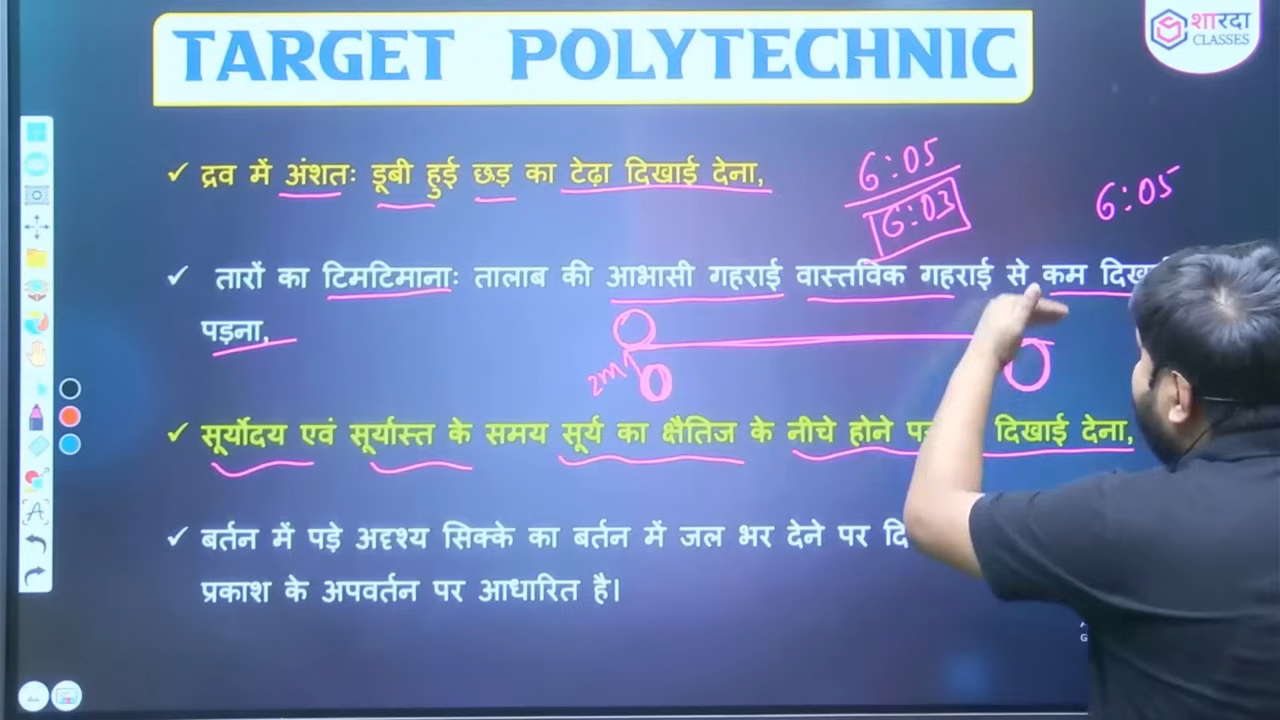 TARGET POLYTECHNIC
शारदा
CLASSES
✓ द्रव में अंशतः डूबी हुई छड़ का टेढ़ा दिखाई देना,
6:05
6:03
6:05
✓ तारों का टिमटिमानाः तालाब की आभासी गहराई वास्तविक गहराई से कम
पड़ना,
2m
✓ सूर्योदय एवं सूर्यास्त के समय सूर्य का क्षैतिज के नीचे होने दिखाई देना,
✓ बर्तन में पड़े अदृश्य सिक्के का बर्तन में जल भर देने पर
प्रकाश के अपवर्तन पर आधारित है।